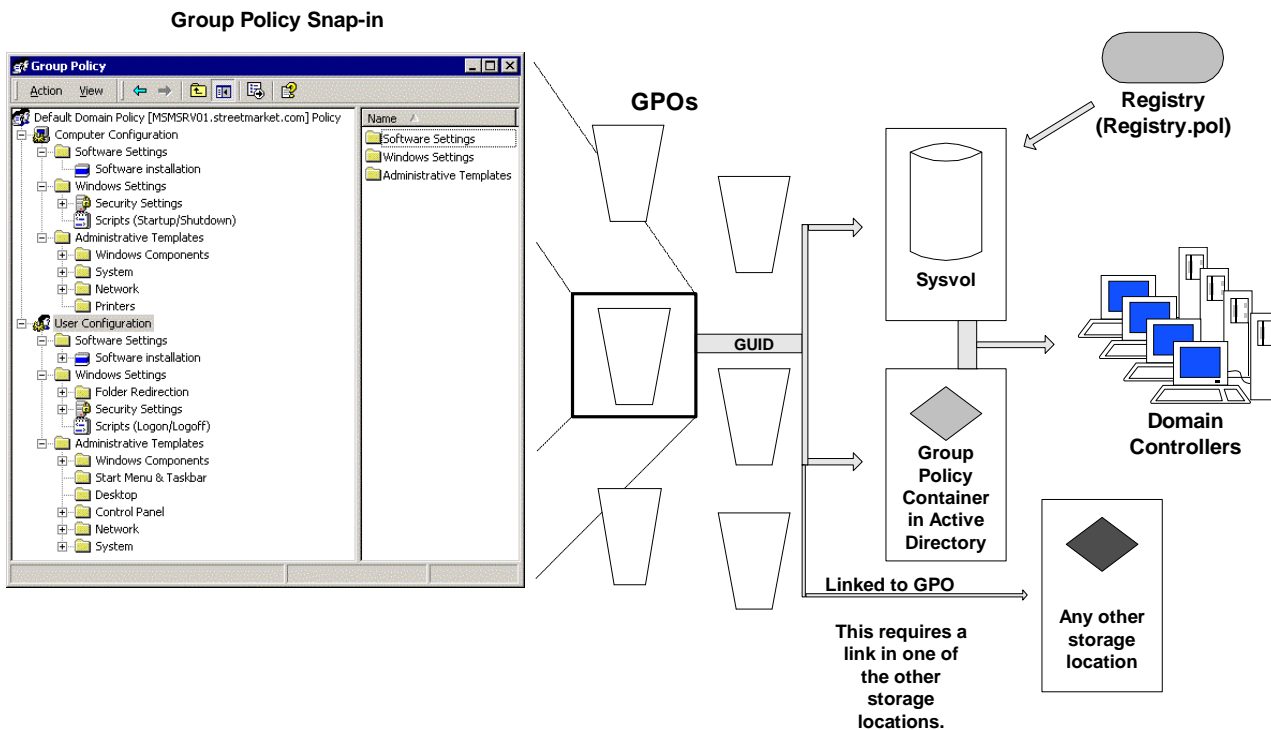 Group Policy Snap-in
Group Policy
Action View
Default Domain Policy [MSMSRV01.streetmarket.com] Policy
Computer Configuration
Software Settings
Software installation
Windows Settings
Security Settings
Scripts (Startup/Shutdown)
Administrative Templates
Windows Components
System
Network
Printers
User Configuration
Software Settings
Software installation
Windows Settings
Folder Redirection
Security Settings
Scripts (Logon/Logoff)
Administrative Templates
Windows Components
Start Menu & Taskbar
Desktop
Control Panel
Network
System
Name
Software Settings
Windows Settings
Administrative Templates
GPOs
GUID
Registry
(Registry.pol)
Sysvol
Domain
Controllers
Group
Policy
Container
in Active
Directory
Linked to GPO
This requires a
link in one of
the other
storage
locations.
Any other
storage
location